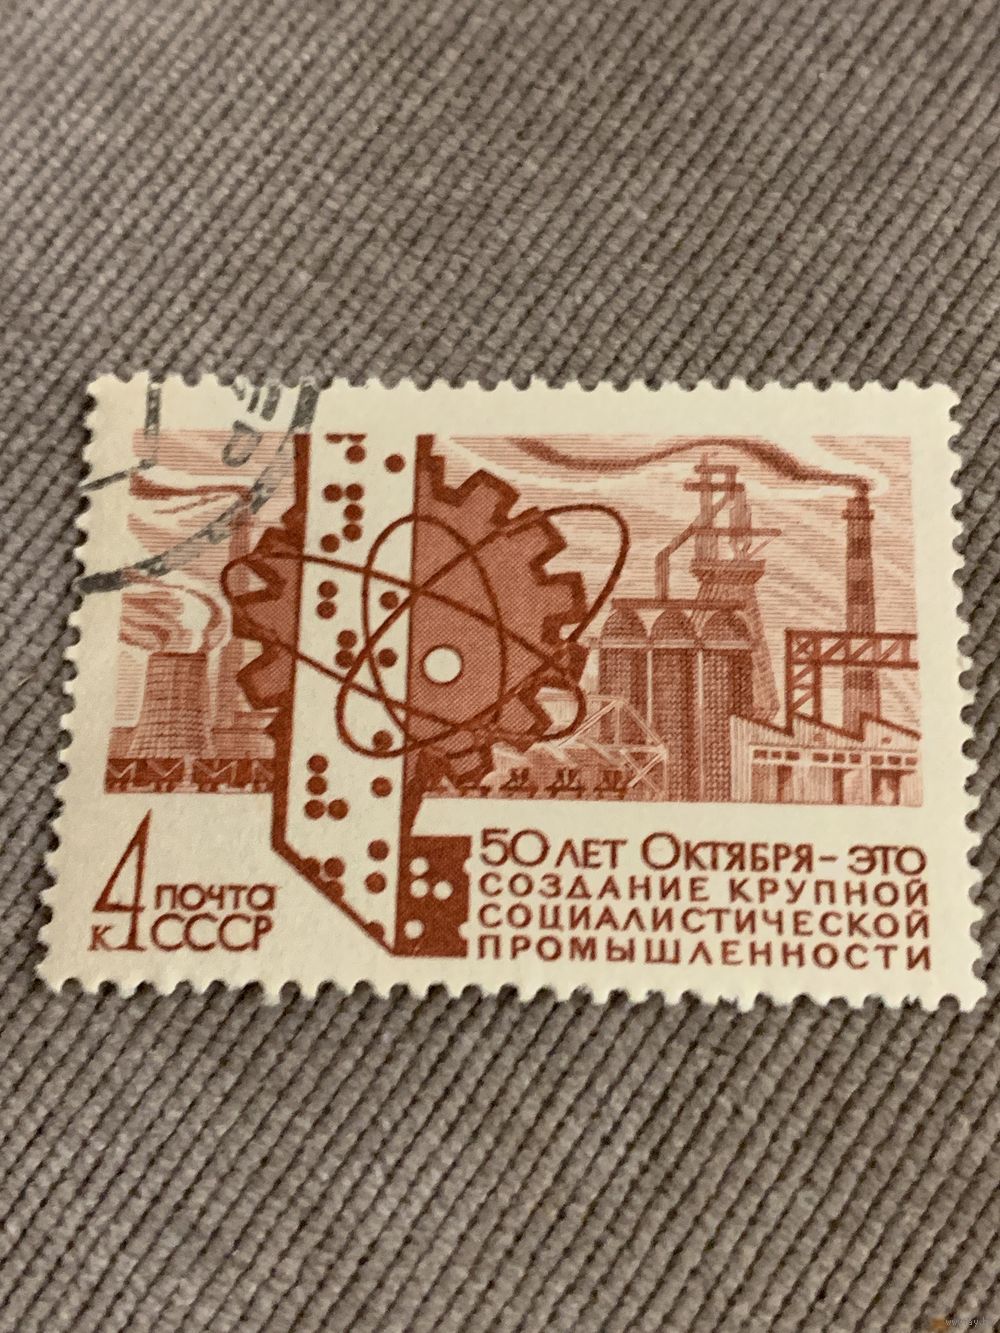 4 ПОЧТА
К СССР
50 ЛЕТ ОКТЯБРЯ – ЭТО
СОЗДАНИЕ КРУПНОЙ
СОЦИАЛИСТИЧЕСКОЙ
ПРОМЫШЛЕННОСТИ